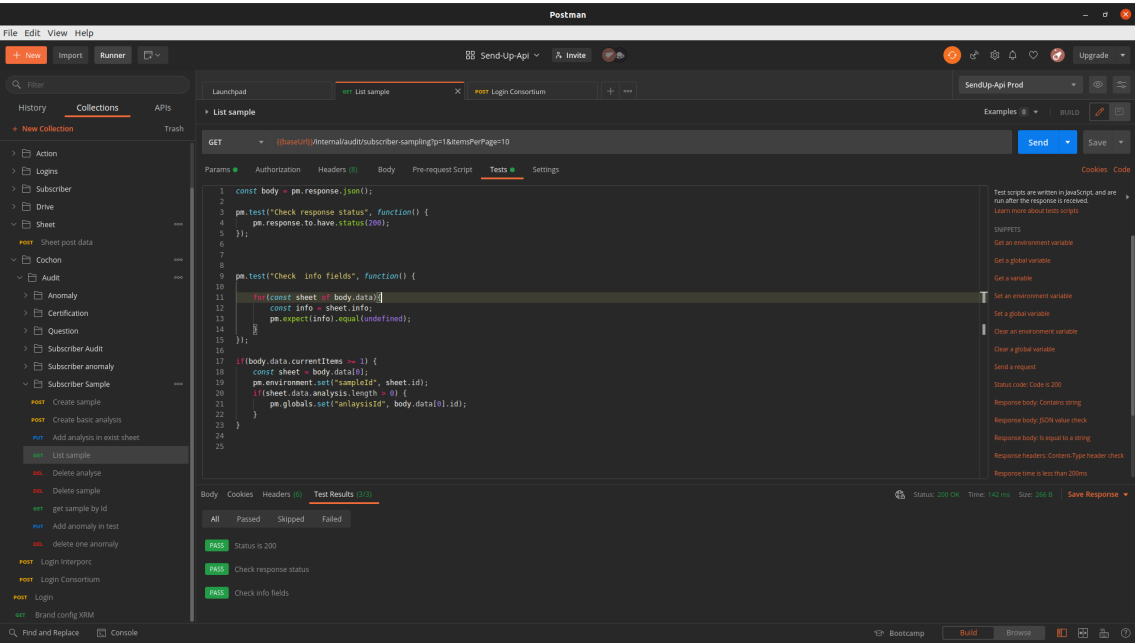 Postman
File Edit View Help
+ New Import Runner
Send-Up-Api Invite Upgrade
Filter
History Collections APIs
+ New Collection Trash
Action
Logins
Subscriber
Drive
Sheet
POST Sheet post data
Cochon
Audit
Anomaly
Certification
Question
Subscriber Audit
Subscriber anomaly
Subscriber Sample
POST Create sample
POST Create basic analysis
PUT Add analysis in exist sheet
GET List sample
DEL Delete analyse
DEL Delete sample
GET get sample by Id
PUT Add anomaly in test
DEL delete one anomaly
POST Login Interporc
POST Login Consortium
POST Login
GET Brand config XRM
Launchpad GET List sample POST Login Consortium
SendUp-Api Prod
List sample
Examples 8 BUILD
GET {{baseUrl}}/internal/audit/subscriber-sampling?p=1&itemsPerPage=10
Send Save
Params Authorization Headers (8) Body Pre-request Script Tests Settings
Cookies Code
1 const body = pm.response.json();
2
3 pm.test("Check response status", function() {
4 pm.response.to.have.status(200);
5 });
6
7
8
9 pm.test("Check  info fields", function() {
10
11 for(const sheet of body.data){
12 const info = sheet.info;
13 pm.expect(info).equal(undefined);
14 }
15 });
16
17 if(body.data.currentItems >= 1) {
18 const sheet = body.data[0];
19 pm.environment.set("sampleId", sheet.id);
20 if(sheet.data.analysis.length > 0) {
21 pm.globals.set("anlaysisId", body.data[0].id);
22 }
23 }
24
25
Test scripts are written in JavaScript, and are
run after the response is received.
Learn more about tests scripts
SNIPPETS
Get an environment variable
Get a global variable
Get a variable
Set an environment variable
Set a global variable
Clear an environment variable
Clear a global variable
Send a request
Status code: Code is 200
Response body: Contains string
Response body: JSON value check
Response body: Is equal to a string
Response headers: Content-Type header check
Response time is less than 200ms
Body Cookies Headers (6) Test Results (3/3)
Status: 200 OK Time: 142 ms Size: 266 B Save Response
All Passed Skipped Failed
PASS Status is 200
PASS Check response status
PASS Check info fields
Find and Replace Console
Bootcamp Build Browse